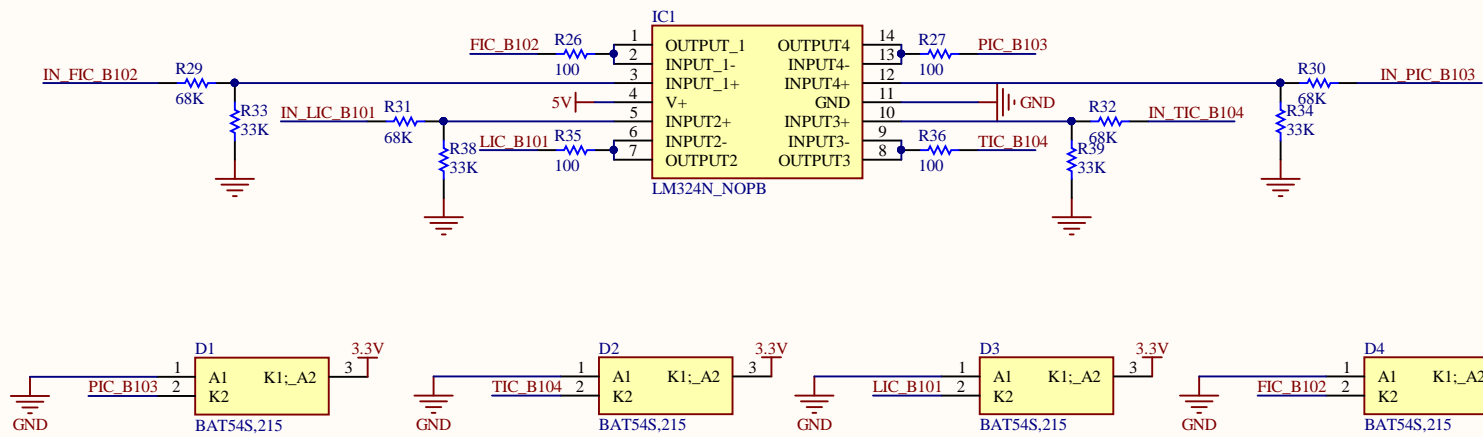 IC1
FIC_B102 R26 1 OUTPUT_1 OUTPUT4 14 R27 PIC_B103
100 2 INPUT_1- INPUT4- 13 100
IN_FIC_B102 R29 3 INPUT_1+ INPUT4+ 12 R30 IN_PIC_B103
68K 5V 4 V+ GND 11 GND 68K
R33 IN_LIC_B101 R31 5 INPUT2+ INPUT3+ 10 R32 IN_TIC_B104 R34
33K 68K 6 INPUT2- INPUT3- 9 68K 33K
R38 LIC_B101 R35 7 OUTPUT2 OUTPUT3 8 R36 TIC_B104 R39
33K 100 100 33K
LM324N_NOPB
D1 3.3V D2 3.3V D3 3.3V D4
1 A1 K1;_A2 3 1 A1 K1;_A2 3 1 A1 K1;_A2 3 1 A1 K1;_A2
PIC_B103 2 K2 TIC_B104 2 K2 LIC_B101 2 K2 FIC_B102 2 K2
GND BAT54S,215 GND BAT54S,215 GND BAT54S,215 GND BAT54S,215